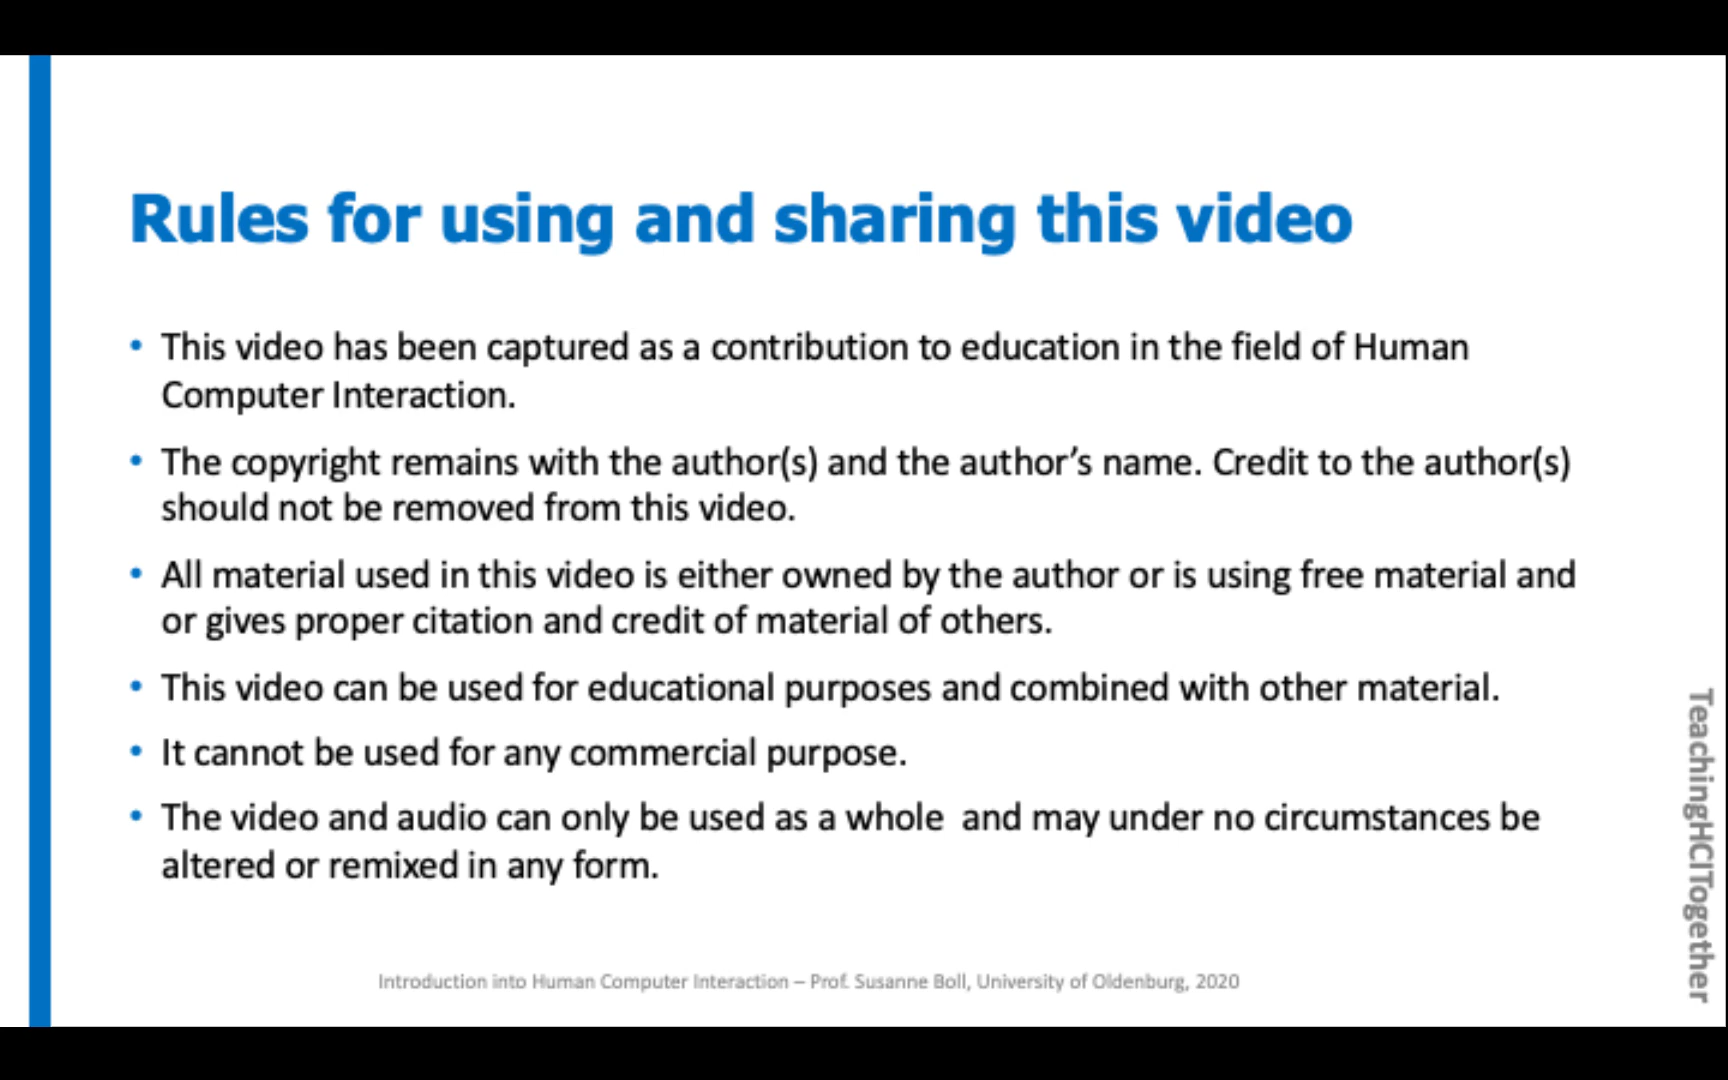 Rules for using and sharing this video
• This video has been captured as a contribution to education in the field of Human
Computer Interaction.
• The copyright remains with the author(s) and the author’s name. Credit to the author(s)
should not be removed from this video.
• All material used in this video is either owned by the author or is using free material and
or gives proper citation and credit of material of others.
• This video can be used for educational purposes and combined with other material.
• It cannot be used for any commercial purpose.
• The video and audio can only be used as a whole  and may under no circumstances be
altered or remixed in any form.
Introduction into Human Computer Interaction – Prof. Susanne Boll, University of Oldenburg, 2020
TeachingHCITogether